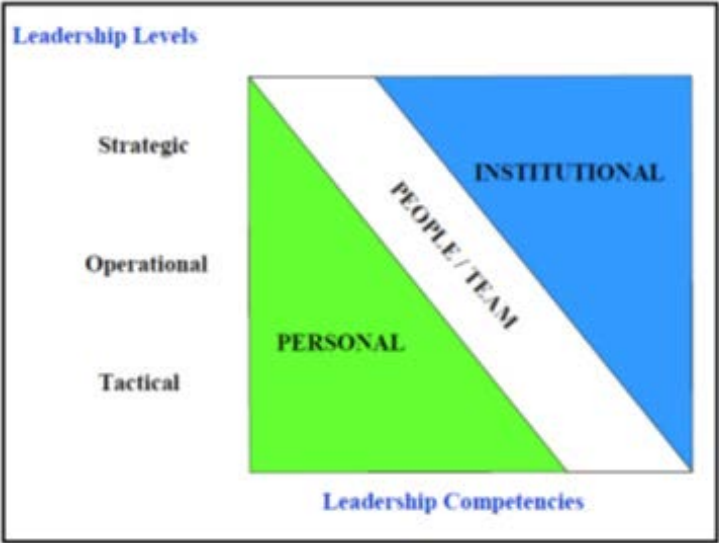 Leadership Levels
Strategic
INSTITUTIONAL
PEOPLE / TEAM
Operational
PERSONAL
Tactical
Leadership Competencies